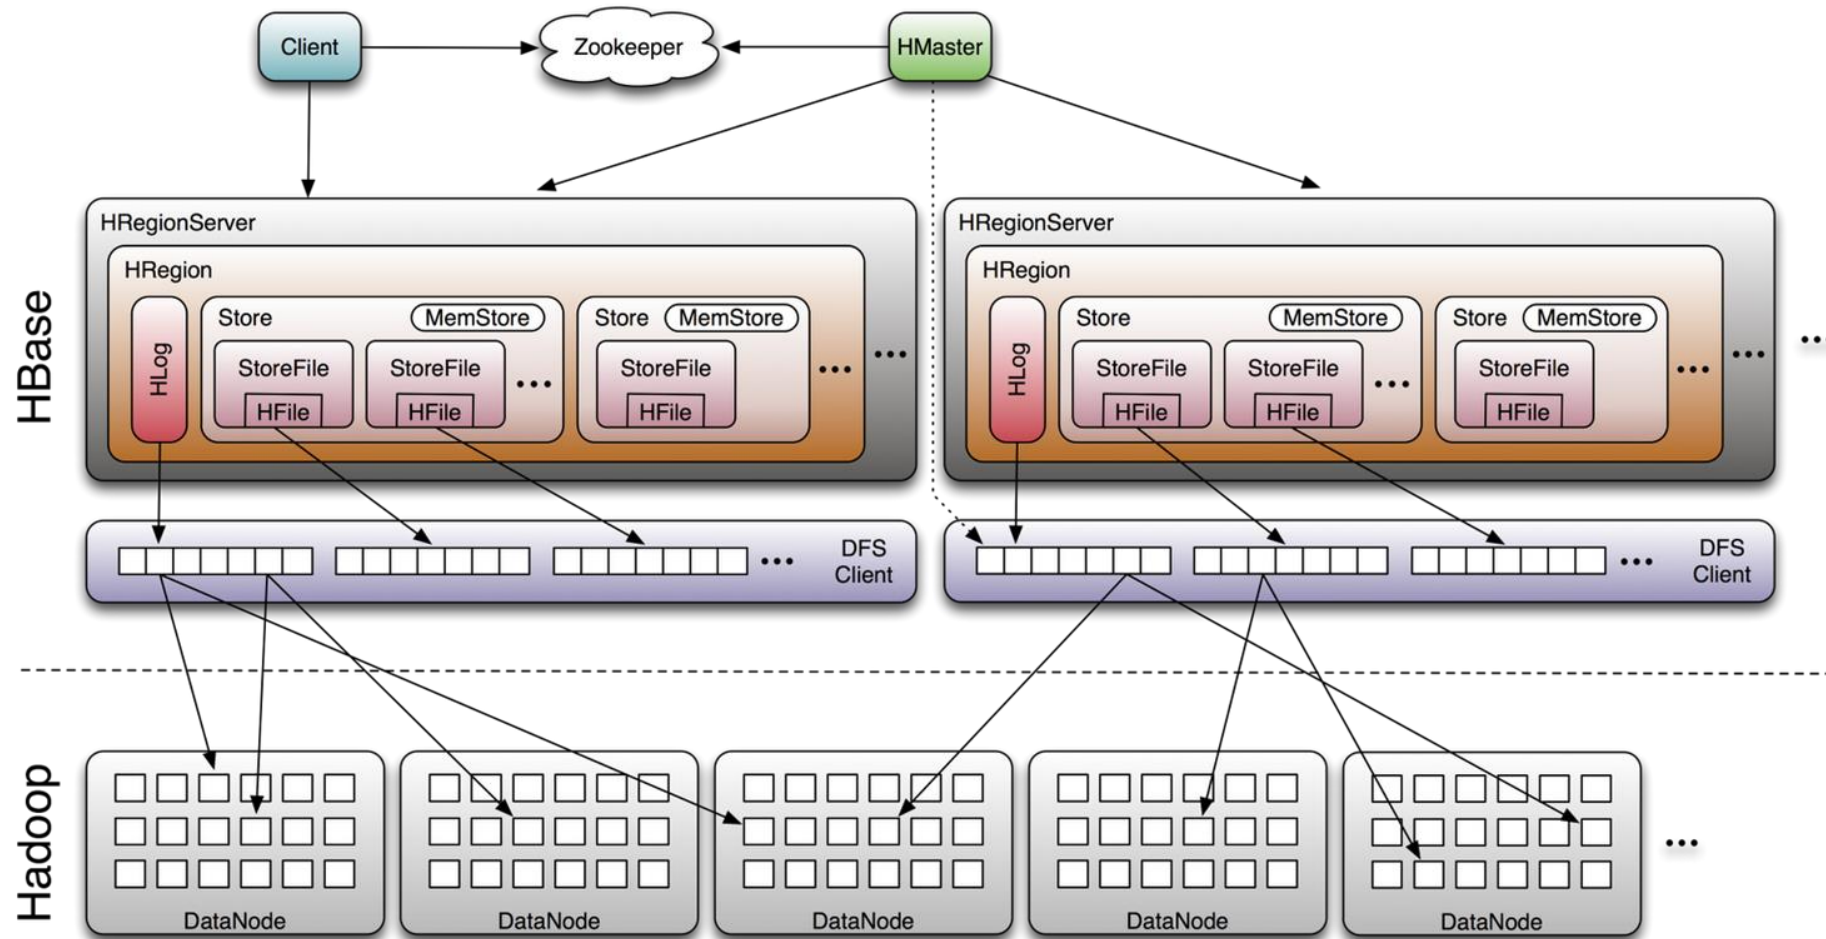 Client
Zookeeper
HMaster
HBase
HRegionServer
HRegion
HLog
Store
MemStore
StoreFile
HFile
StoreFile
HFile
...
Store
MemStore
StoreFile
HFile
...
...
HRegionServer
HRegion
HLog
Store
MemStore
StoreFile
HFile
StoreFile
HFile
...
Store
MemStore
StoreFile
HFile
...
...
...
...
DFS
Client
...
DFS
Client
Hadoop
DataNode
DataNode
DataNode
DataNode
DataNode
...